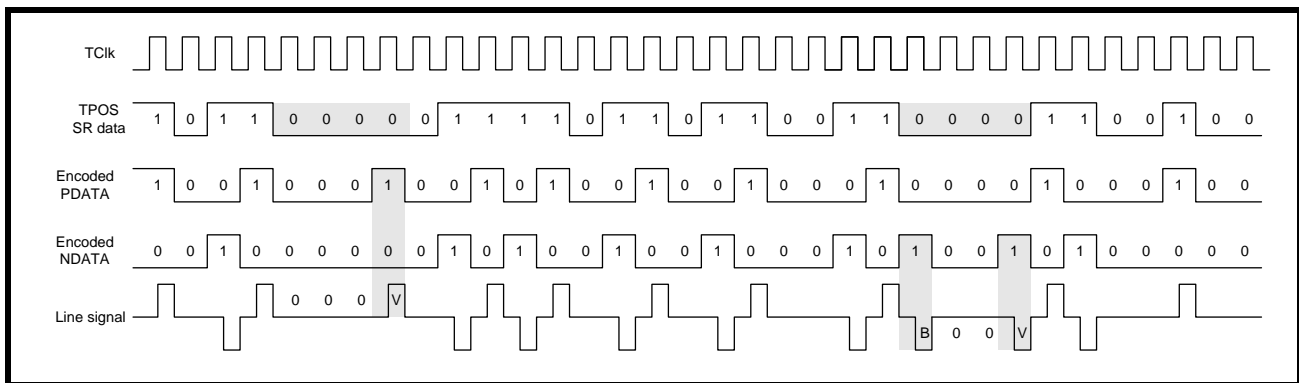 TClk
TPOS
SR data
1 0 1 1 0 0 0 0 0 1 1 1 1 0 1 1 0 1 1 0 0 1 1 0 0 0 0 1 1 0 0 1 0 0
Encoded
PDATA
1 0 0 1 0 0 0 1 0 0 1 0 1 0 0 1 0 0 1 0 0 0 1 0 0 0 0 1 0 0 0 1 0 0
Encoded
NDATA
0 0 1 0 0 0 0 0 0 1 0 1 0 0 1 0 0 1 0 0 0 1 0 1 0 0 1 0 1 0 0 0 0 0
Line signal
0 0 0 V
B 0 0 V